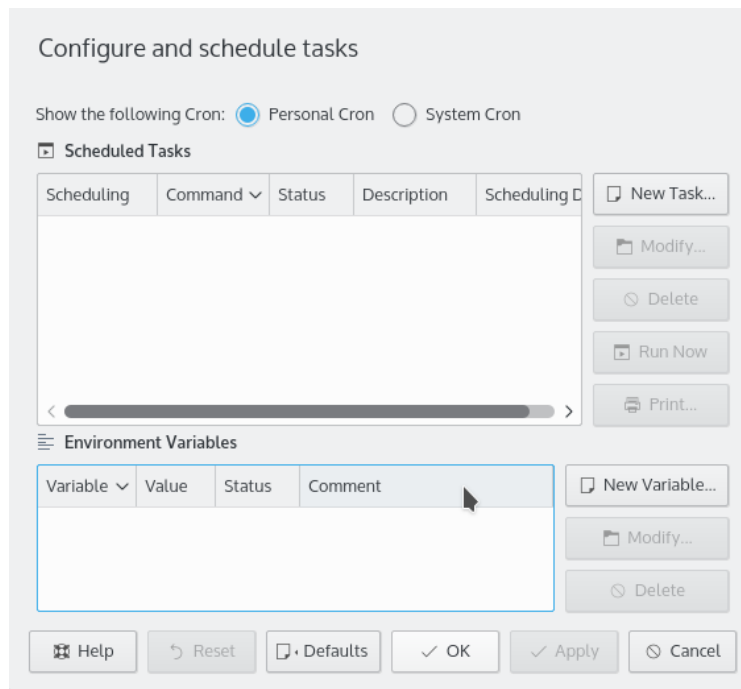 Configure and schedule tasks
Show the following Cron: Personal Cron System Cron
Scheduled Tasks
Scheduling Command Status Description Scheduling D
New Task...
Modify...
Delete
Run Now
Print...
Environment Variables
Variable Value Status Comment
New Variable...
Modify...
Delete
Help Reset Defaults OK Apply Cancel